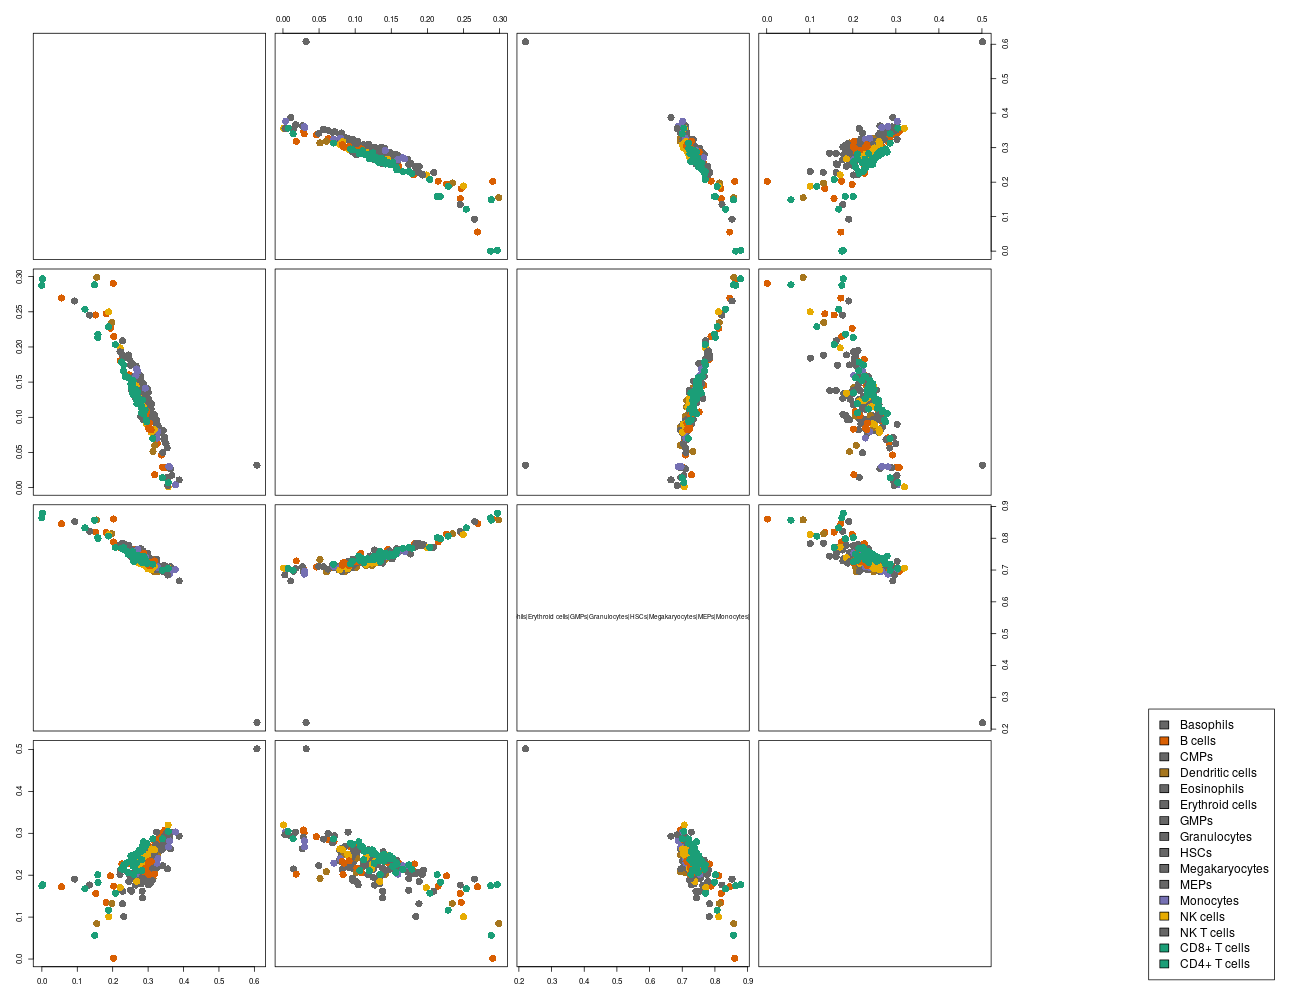 0.00 0.05 0.10 0.15 0.20 0.25 0.30
0.0 0.1 0.2 0.3 0.4 0.5
0.6
0.5
0.4
0.3
0.2
0.1
0.0
0.30
0.25
0.20
0.15
0.10
0.05
0.00
hils|Erythroid cells|GMPs|Granulocytes|HSCs|Megakaryocytes|MEPs|Monocytes|
0.9
0.8
0.7
0.6
0.5
0.4
0.3
0.2
0.5
0.4
0.3
0.2
0.1
0.0
0.0 0.1 0.2 0.3 0.4 0.5 0.6
0.2 0.3 0.4 0.5 0.6 0.7 0.8 0.9
Basophils
B cells
CMPs
Dendritic cells
Eosinophils
Erythroid cells
GMPs
Granulocytes
HSCs
Megakaryocytes
MEPs
Monocytes
NK cells
NK T cells
CD8+ T cells
CD4+ T cells